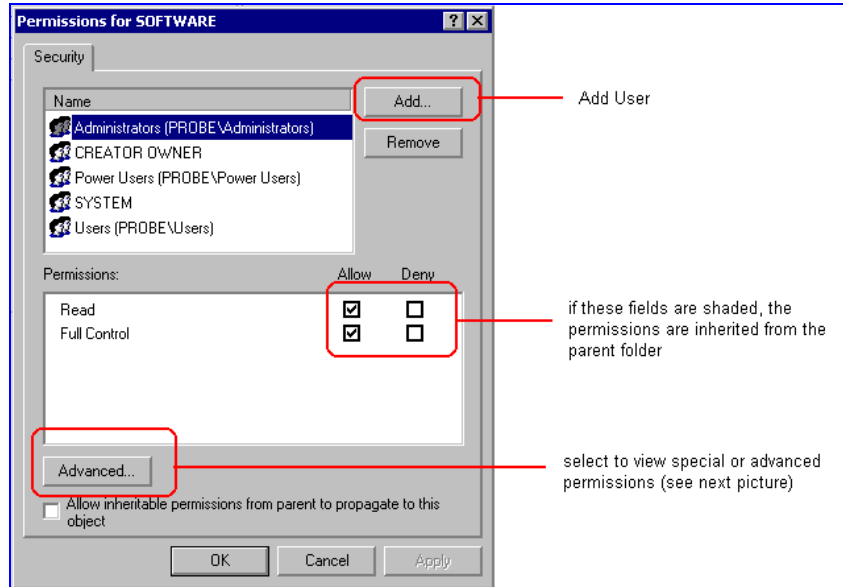 Permissions for SOFTWARE
Security
Name
Add...
Add User
Administrators (PROBE\Administrators)
Remove
CREATOR OWNER
Power Users (PROBE\Power Users)
SYSTEM
Users (PROBE\Users)
Permissions:
Allow
Deny
Read
Full Control
if these fields are shaded, the
permissions are inherited from the
parent folder
Advanced...
select to view special or advanced
permissions (see next picture)
Allow inheritable permissions from parent to propagate to this
object
OK
Cancel
Apply